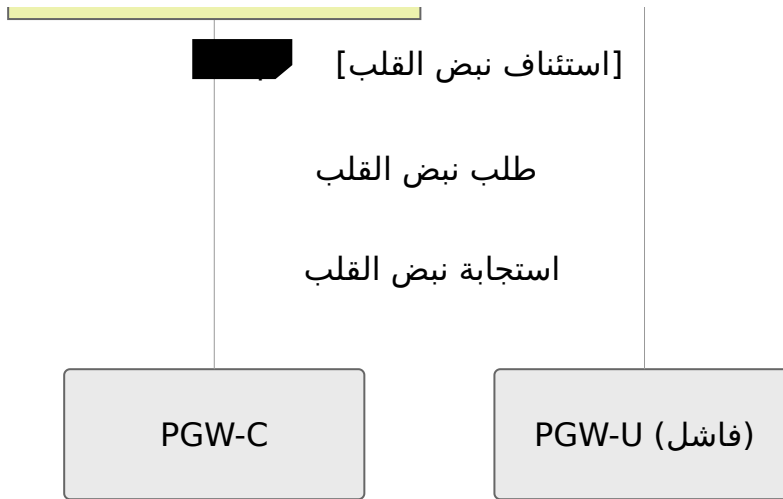 [استئناف نبض القلب]
طلب نبض القلب
استجابة نبض القلب
PGW-C
PGW-U (فاشل)